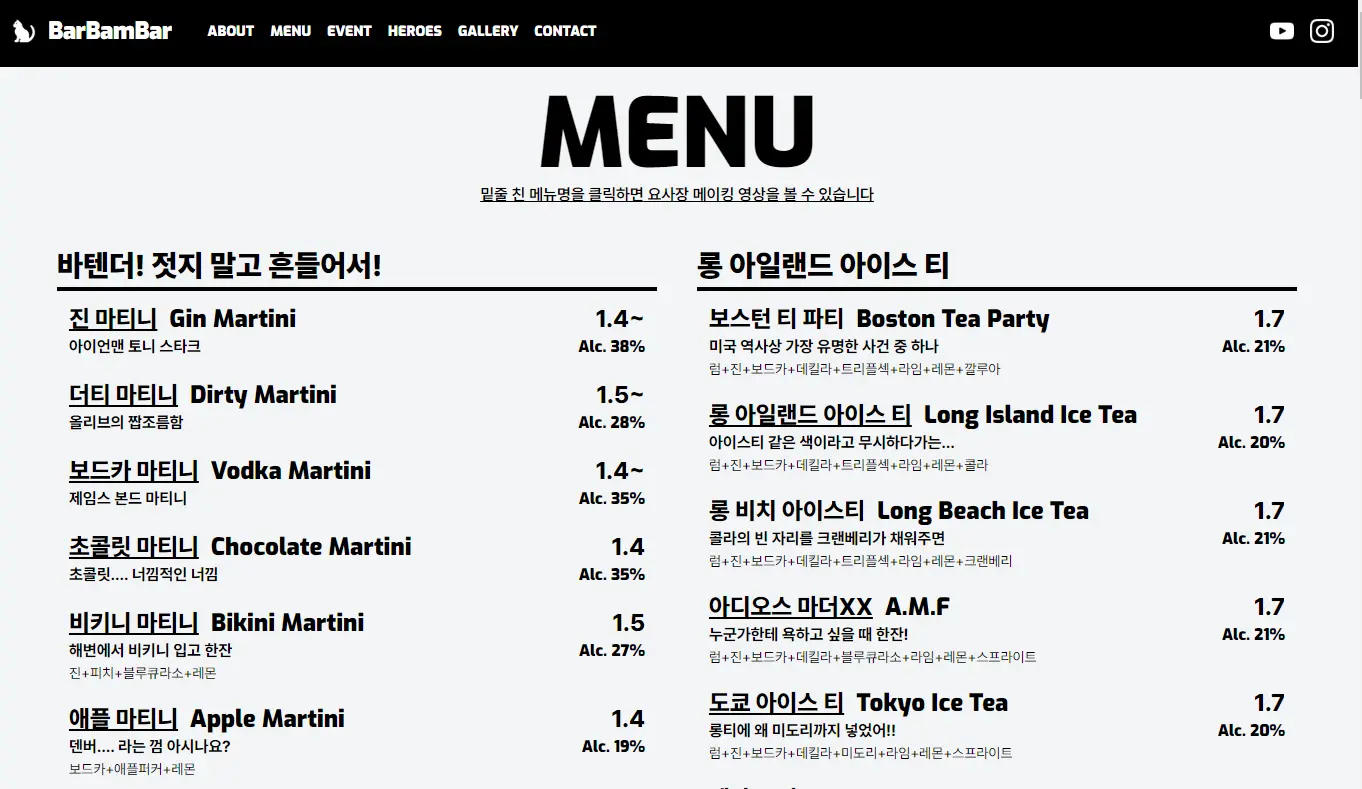 BarBamBar ABOUT MENU EVENT HEROES GALLERY CONTACT
MENU
밑줄 친 메뉴명을 클릭하면 요사장 메이킹 영상을 볼 수 있습니다
바텐더! 젓지 말고 흔들어서!
진 마티니 Gin Martini 1.4~
아이언맨 토니 스타크 Alc. 38%
더티 마티니 Dirty Martini 1.5~
올리브의 짭조름함 Alc. 28%
보드카 마티니 Vodka Martini 1.4~
제임스 본드 마티니 Alc. 35%
초콜릿 마티니 Chocolate Martini 1.4
초콜릿.... 너낌적인 너낌 Alc. 35%
비키니 마티니 Bikini Martini 1.5
해변에서 비키니 입고 한잔 Alc. 27%
진+피치+블루큐라소+레몬
애플 마티니 Apple Martini 1.4
덴버.... 라는 껌 아시나요? Alc. 19%
보드카+애플퍼커+레몬
롱 아일랜드 아이스 티
보스턴 티 파티 Boston Tea Party 1.7
미국 역사상 가장 유명한 사건 중 하나 Alc. 21%
럼+진+보드카+데킬라+트리플섹+라임+레몬+깔루아
롱 아일랜드 아이스 티 Long Island Ice Tea 1.7
아이스티 같은 색이라고 무시하다가는... Alc. 20%
럼+진+보드카+데킬라+트리플섹+라임+레몬+콜라
롱 비치 아이스티 Long Beach Ice Tea 1.7
콜라의 빈 자리를 크랜베리가 채워주면 Alc. 21%
럼+진+보드카+데킬라+트리플섹+라임+레몬+크랜베리
아디오스 마더XX A.M.F 1.7
누군가한테 욕하고 싶을 때 한잔! Alc. 21%
럼+진+보드카+데킬라+블루큐라소+라임+레몬+스프라이트
도쿄 아이스 티 Tokyo Ice Tea 1.7
롱티에 왜 미도리까지 넣었어!! Alc. 20%
럼+진+보드카+데킬라+미도리+라임+레몬+스프라이트